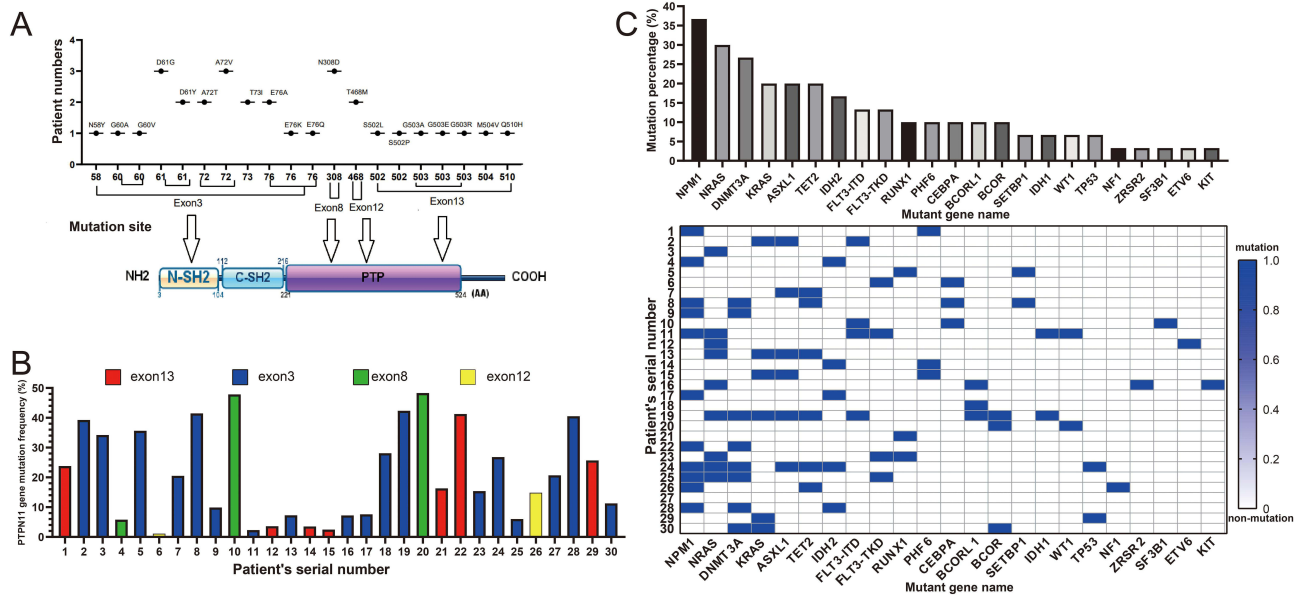 A
Patient numbers
4
3
2
1
0
D61G
A72V
N308D
D61Y
A72T
T73I
E76A
T468M
N58Y
G60A
G60V
E76K
E76Q
S502L
S502P
G503A
G503E
G503R
M504V
Q510H
58 60 60 61 61 72 72 73 76 76 76 308 468 502 502 503 503 503 504 510
Exon3
Exon8
Exon12
Exon13
Mutation site
NH2
N-SH2
C-SH2
PTP
COOH
112
216
3
104
221
524
(AA)
B
exon13
exon3
exon8
exon12
PTPN11 gene mutation frequency (%)
50
40
30
20
10
0
1 2 3 4 5 6 7 8 9 10 11 12 13 14 15 16 17 18 19 20 21 22 23 24 25 26 27 28 29 30
Patient's serial number
C
Mutation percentage (%)
40
35
30
25
20
15
10
5
0
NPM1
NRAS
DNMT3A
KRAS
ASXL1
TET2
IDH2
FLT3-ITD
FLT3-TKD
RUNX1
PHF6
CEBPA
BCORL1
BCOR
SETBP1
IDH1
WT1
TP53
NF1
ZRSR2
SF3B1
ETV6
KIT
Mutant gene name
Patient's serial number
1
2
3
4
5
6
7
8
9
10
11
12
13
14
15
16
17
18
19
20
21
22
23
24
25
26
27
28
29
30
mutation
1.0
0.8
0.6
0.4
0.2
0
non-mutation
NPM1
NRAS
DNMT3A
KRAS
ASXL1
TET2
IDH2
FLT3-ITD
FLT3-TKD
RUNX1
PHF6
CEBPA
BCORL1
BCOR
SETBP1
IDH1
WT1
TP53
NF1
ZRSR2
SF3B1
ETV6
KIT
Mutant gene name